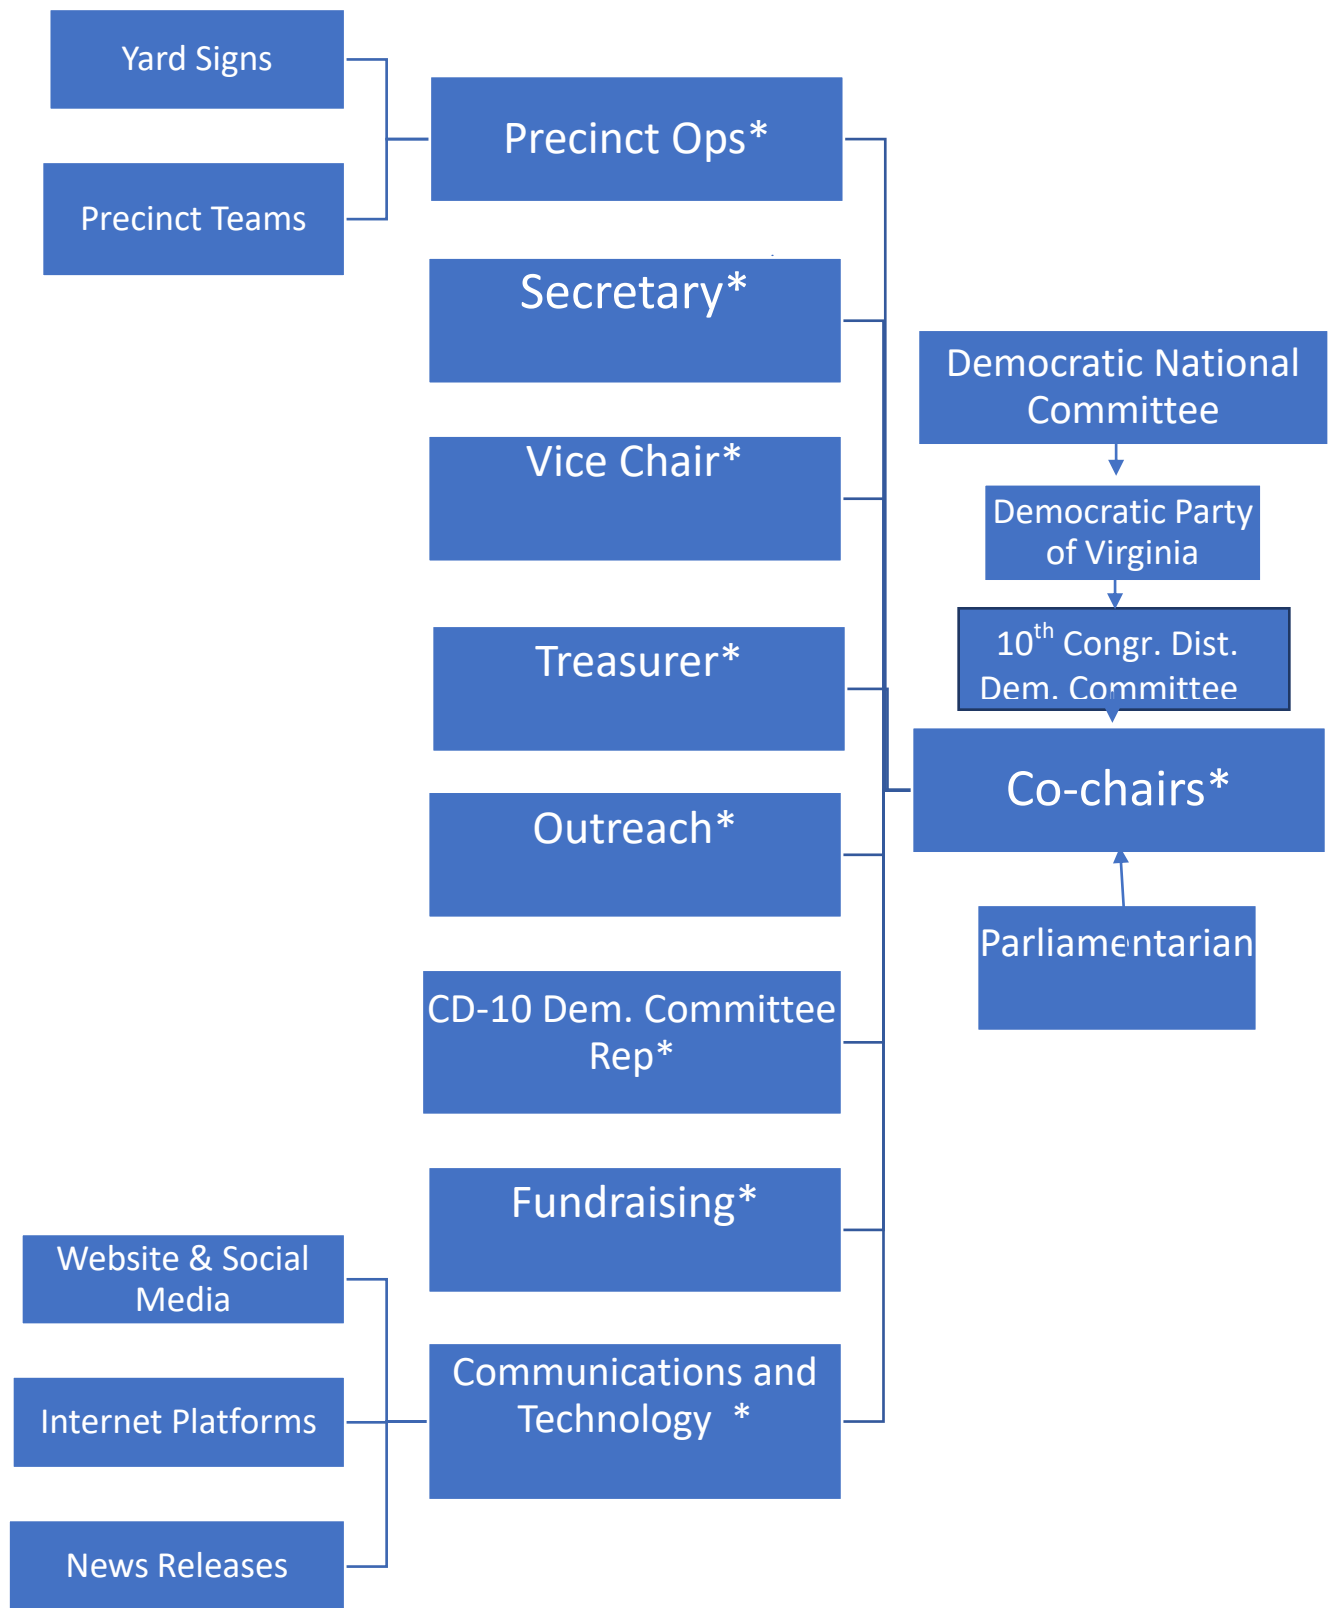 Yard Signs
Precinct Teams
Precinct Ops*
Secretary*
Vice Chair*
Treasurer*
Outreach*
CD-10 Dem. Committee
Rep*
Fundraising*
Communications and
Technology  *
Website & Social
Media
Internet Platforms
News Releases
Democratic National
Committee
Democratic Party
of Virginia
10th Congr. Dist.
Dem. Committee
Co-chairs*
Parliamentarian